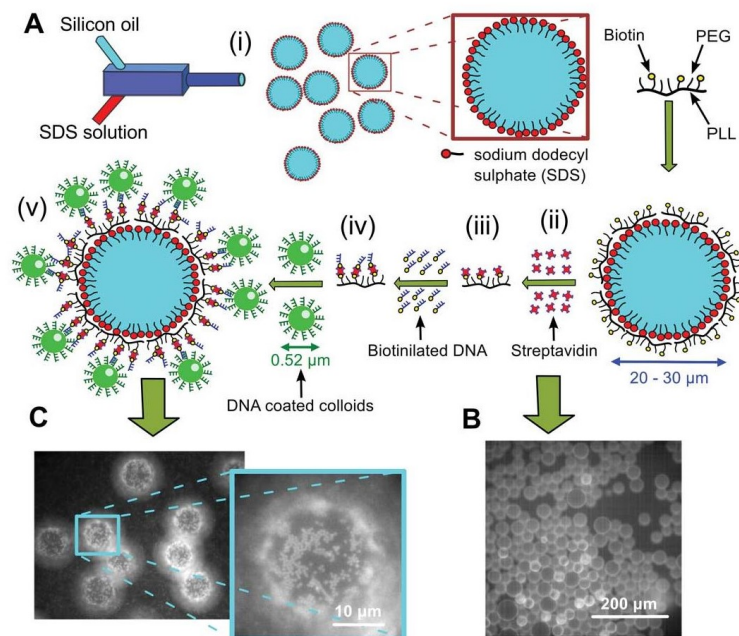 A
Silicon oil
SDS solution
(i)
sodium dodecyl
sulphate (SDS)
Biotin
PEG
PLL
(v)
(iv)
(iii)
(ii)
0.52 µm
DNA coated colloids
Biotinilated DNA
Streptavidin
20 - 30 µm
C
10 µm
B
200 µm